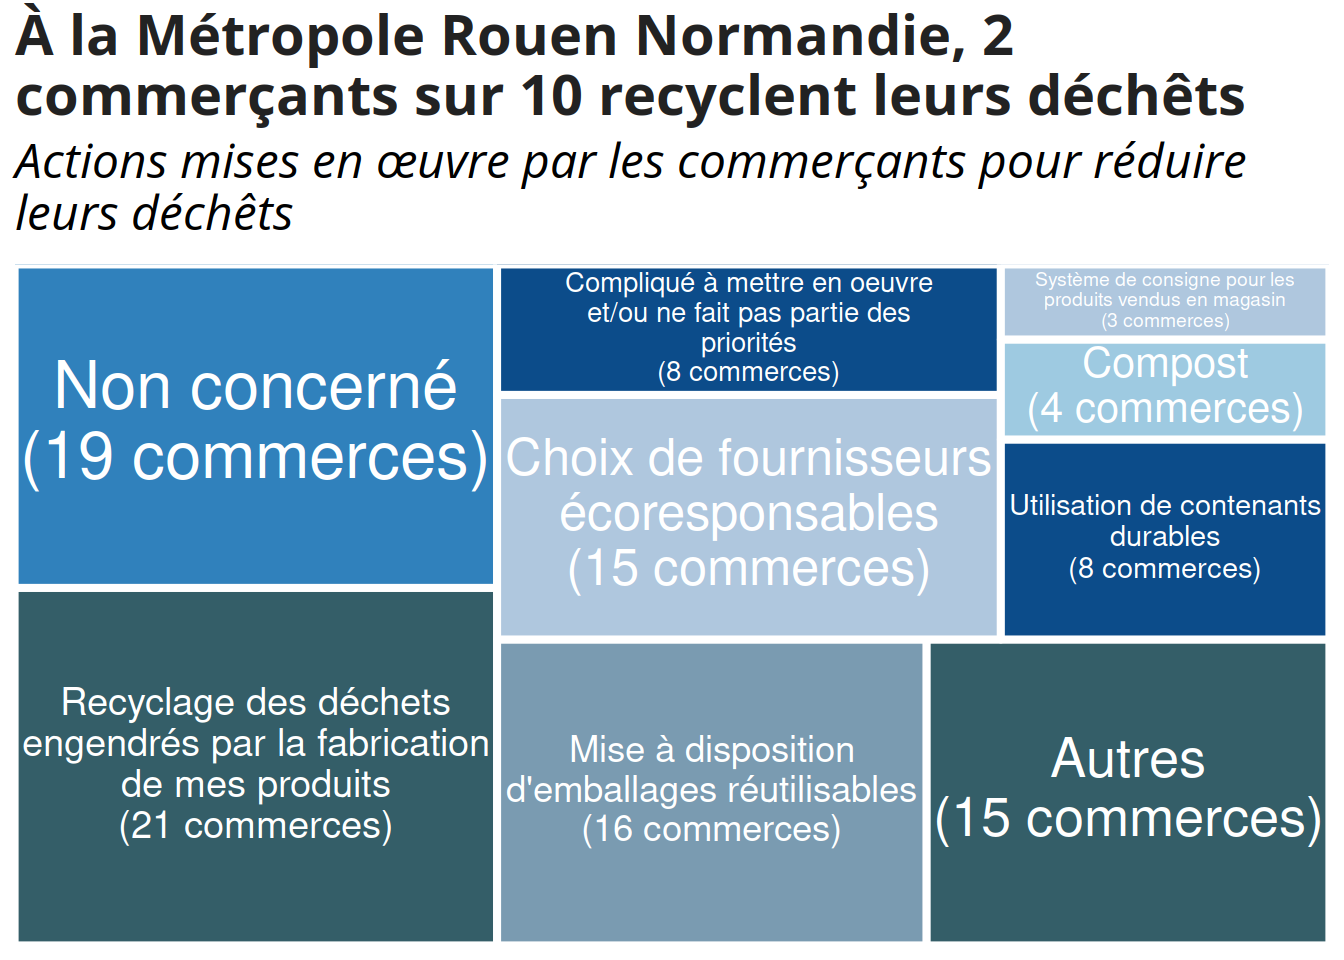 À la Métropole Rouen Normandie, 2
commerçants sur 10 recyclent leurs déchêts
Actions mises en œuvre par les commerçants pour réduire
leurs déchêts
Non concerné
(19 commerces)
Recyclage des déchets
engendrés par la fabrication
de mes produits
(21 commerces)
Compliqué à mettre en oeuvre
et/ou ne fait pas partie des
priorités
(8 commerces)
Choix de fournisseurs
écoresponsables
(15 commerces)
Mise à disposition
d'emballages réutilisables
(16 commerces)
Système de consigne pour les
produits vendus en magasin
(3 commerces)
Compost
(4 commerces)
Utilisation de contenants
durables
(8 commerces)
Autres
(15 commerces)